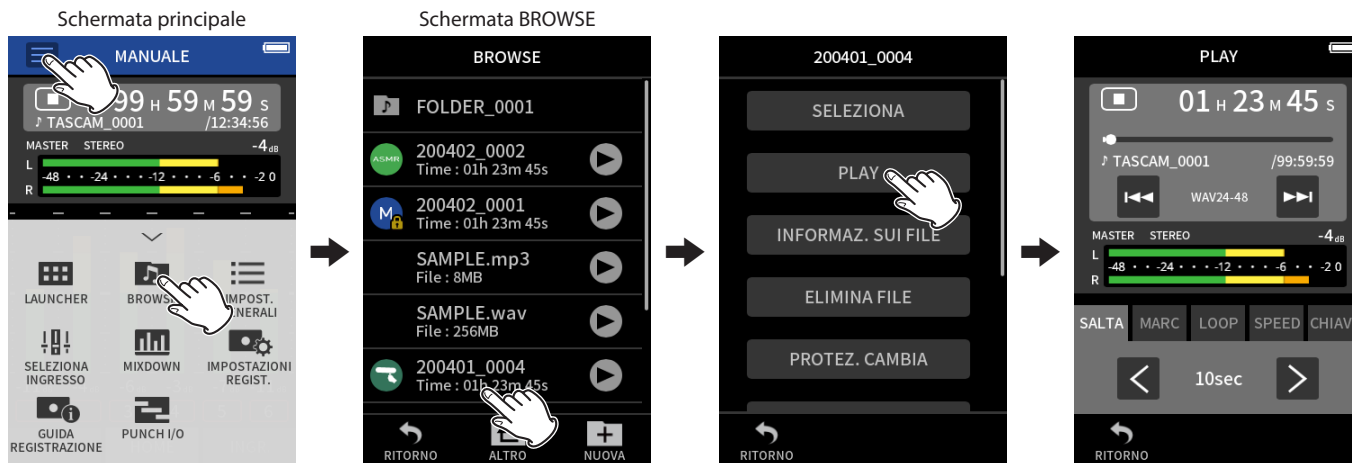 Schermata principale
MANUALE
99 H 59 M 59 S
♪ TASCAM_0001 /12:34:56
MASTER STEREO -4dB
L
-48 · · -24 · · · -12 · · · -6 · · -2 0
R
LAUNCHER
BROWSE
IMPOST.
SELEZIONA
INGRESSO
MIXDOWN
IMPOSTAZIONI
REGIST.
GUIDA
REGISTRAZIONE
PUNCH I/O
Schermata BROWSE
BROWSE
FOLDER_0001
ASMR
200402_0002
Time : 01h 23m 45s
M
200402_0001
Time : 01h 23m 45s
SAMPLE.mp3
File : 8MB
SAMPLE.wav
File : 256MB
200401_0004
Time : 01h 23m 45s
RITORNO
ALTRO
NUOVA
200401_0004
SELEZIONA
PLAY
INFORMAZ. SUI FILE
ELIMINA FILE
PROTEZ. CAMBIA
RITORNO
PLAY
01 H 23 M 45 S
♪ TASCAM_0001 /99:59:59
WAV24-48
MASTER STEREO -4dB
L
-48 · · -24 · · · -12 · · · -6 · · -2 0
R
SALTA MARC LOOP SPEED CHIAV
10sec
RITORNO